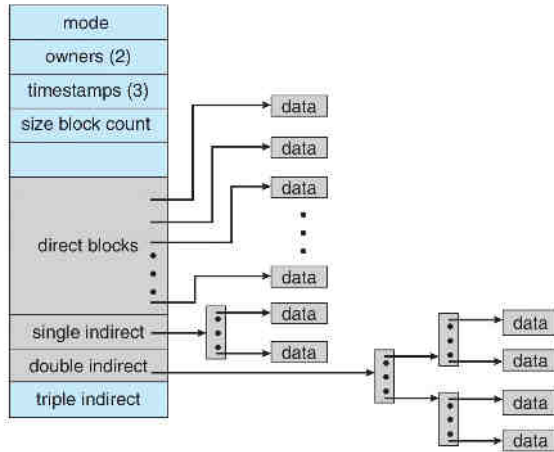 mode
owners (2)
timestamps (3)
size block count
data
data
data
direct blocks
data
single indirect
data
data
double indirect
triple indirect
data
data
data
data